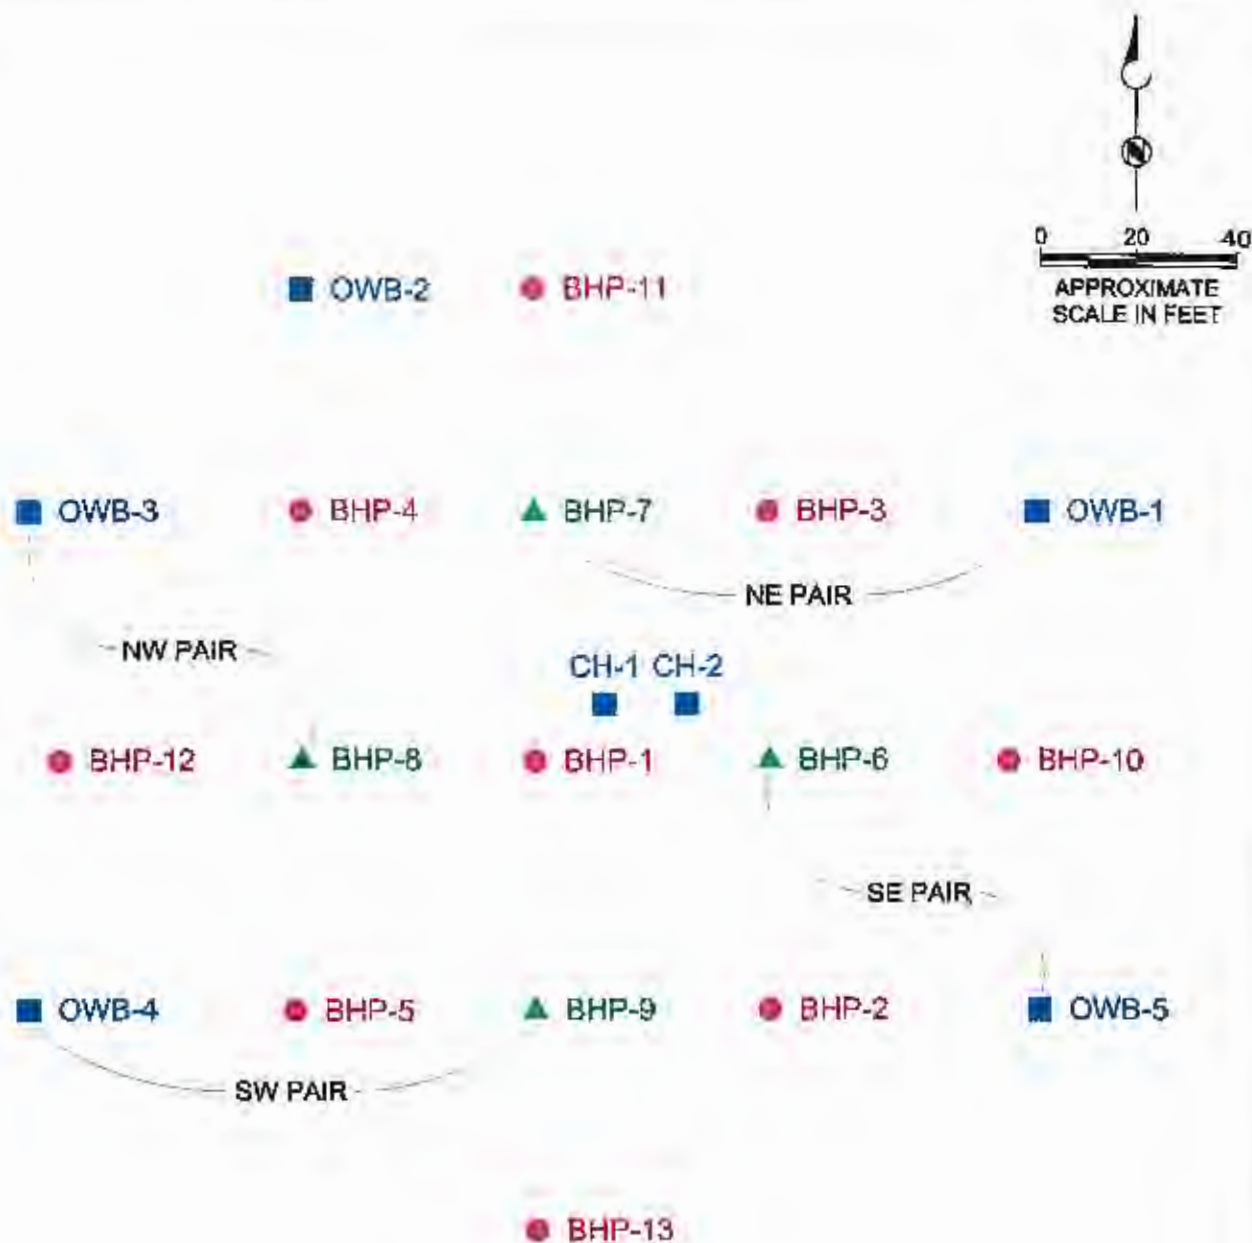 N
0 20 40
APPROXIMATE
SCALE IN FEET
OWB-2 BHP-11
OWB-3 BHP-4 BHP-7 BHP-3 OWB-1
NE PAIR
NW PAIR
CH-1 CH-2
BHP-12 BHP-8 BHP-1 BHP-6 BHP-10
SE PAIR
OWB-4 BHP-5 BHP-9 BHP-2 OWB-5
SW PAIR
BHP-13